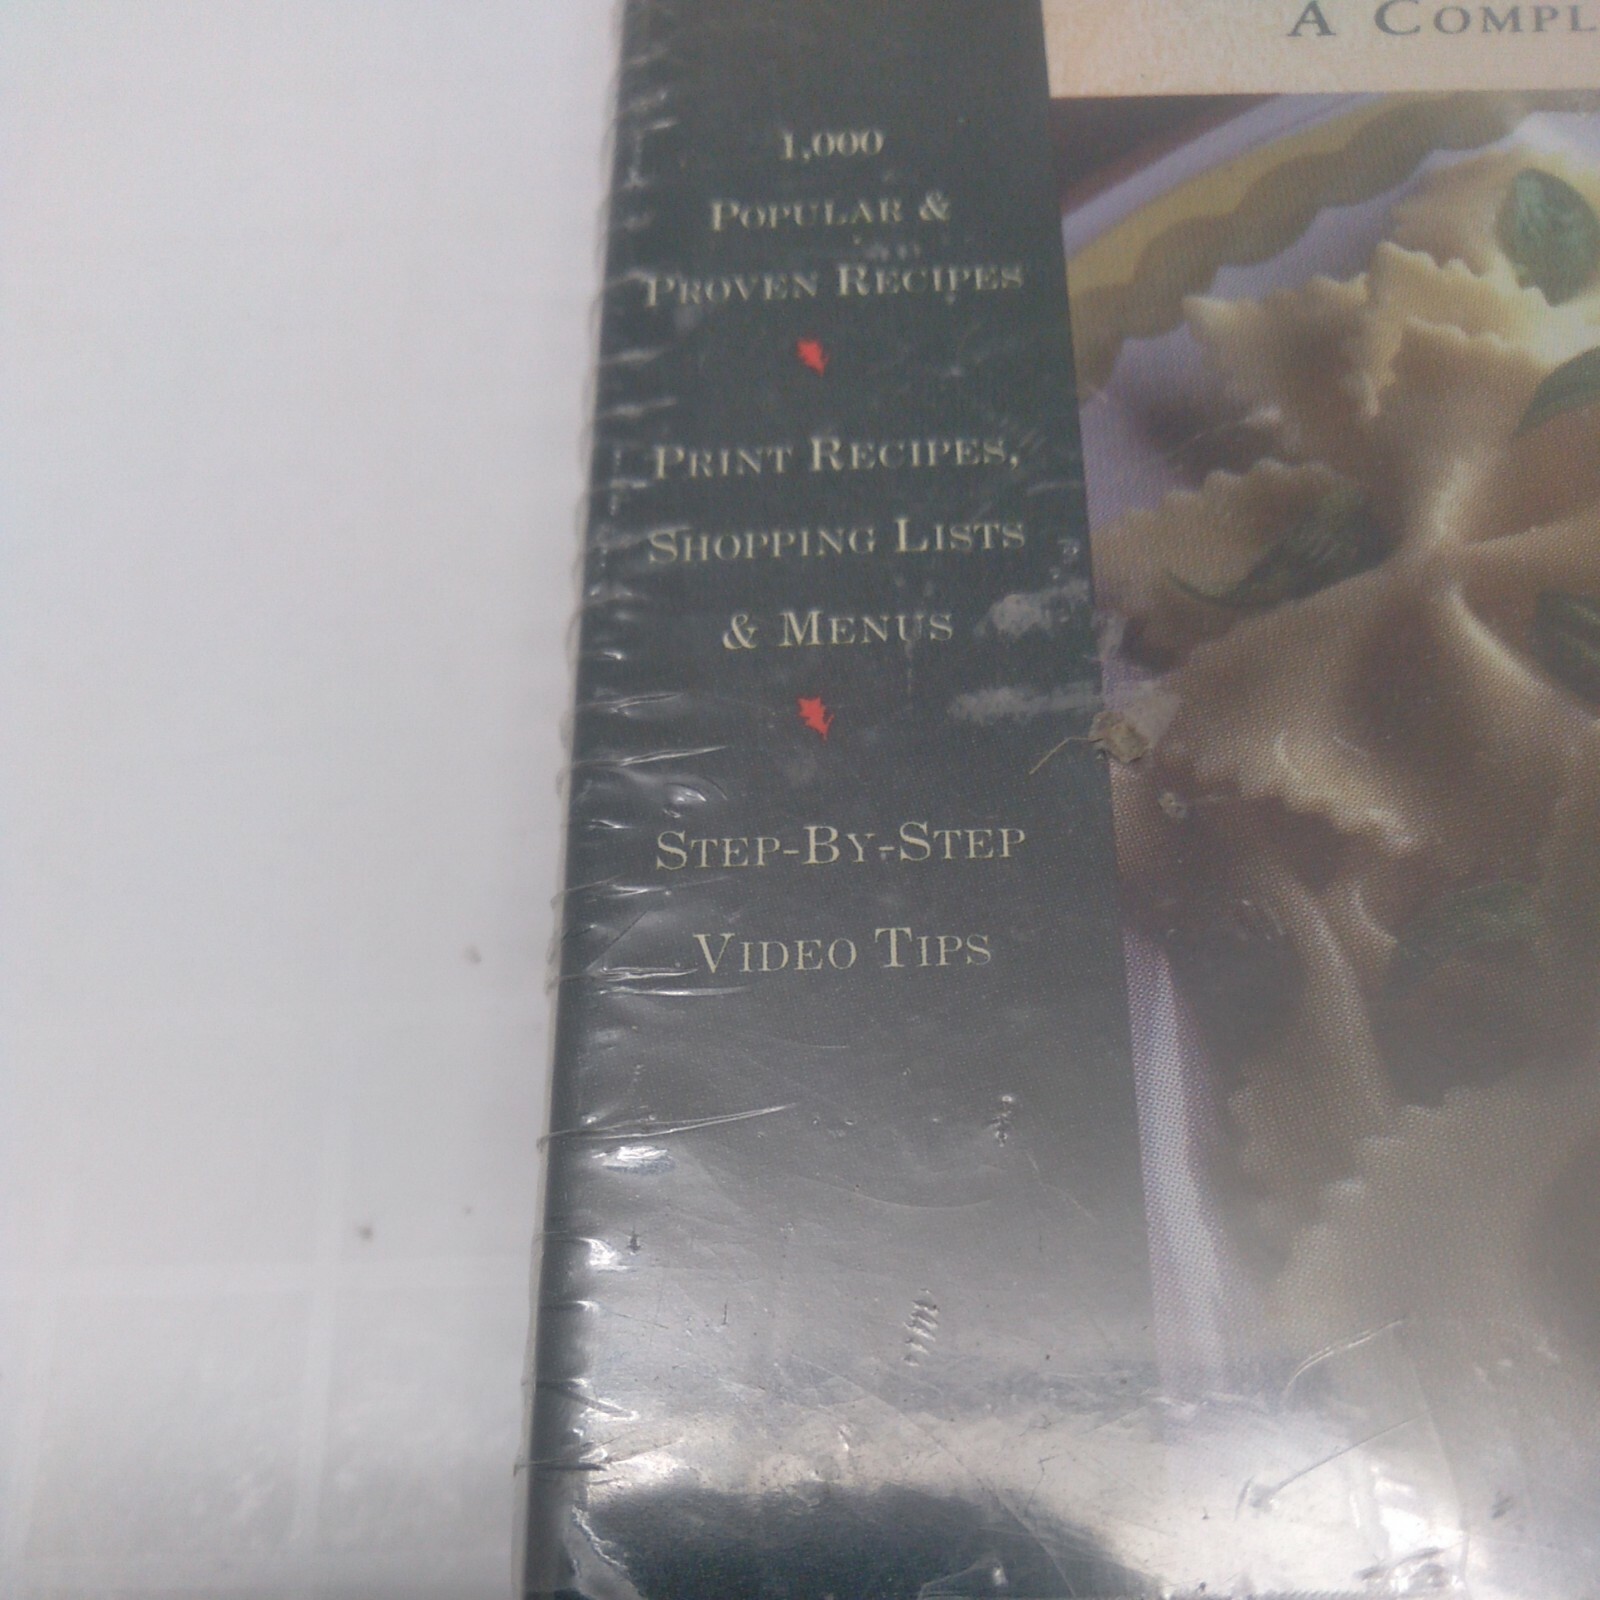 A COMPL
1,000
POPULAR &
PROVEN RECIPES
PRINT RECIPES,
SHOPPING LISTS
& MENUS
STEP-BY-STEP
VIDEO TIPS